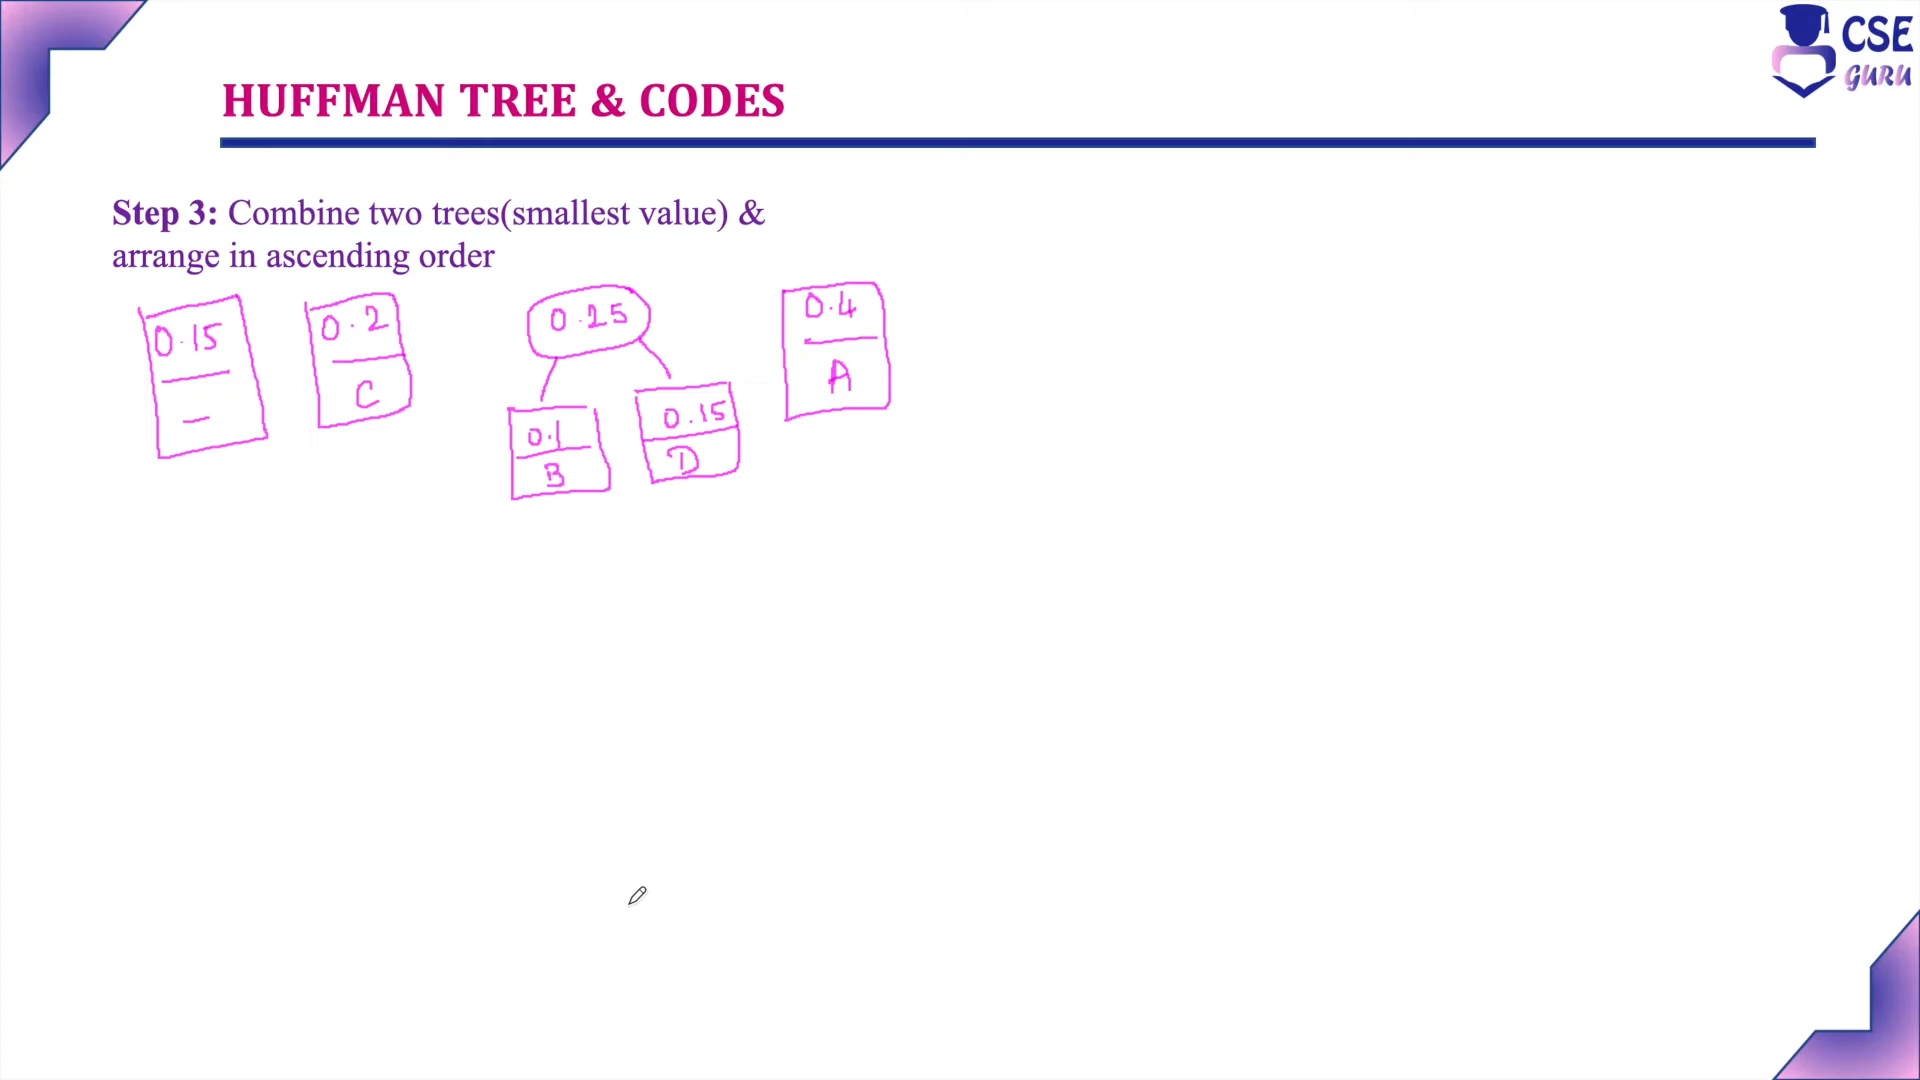 CSE
GURU
HUFFMAN TREE & CODES
Step 3: Combine two trees(smallest value) &
arrange in ascending order
0.15
-
0.2
C
0.25
0.1
B
0.15
D
0.4
A